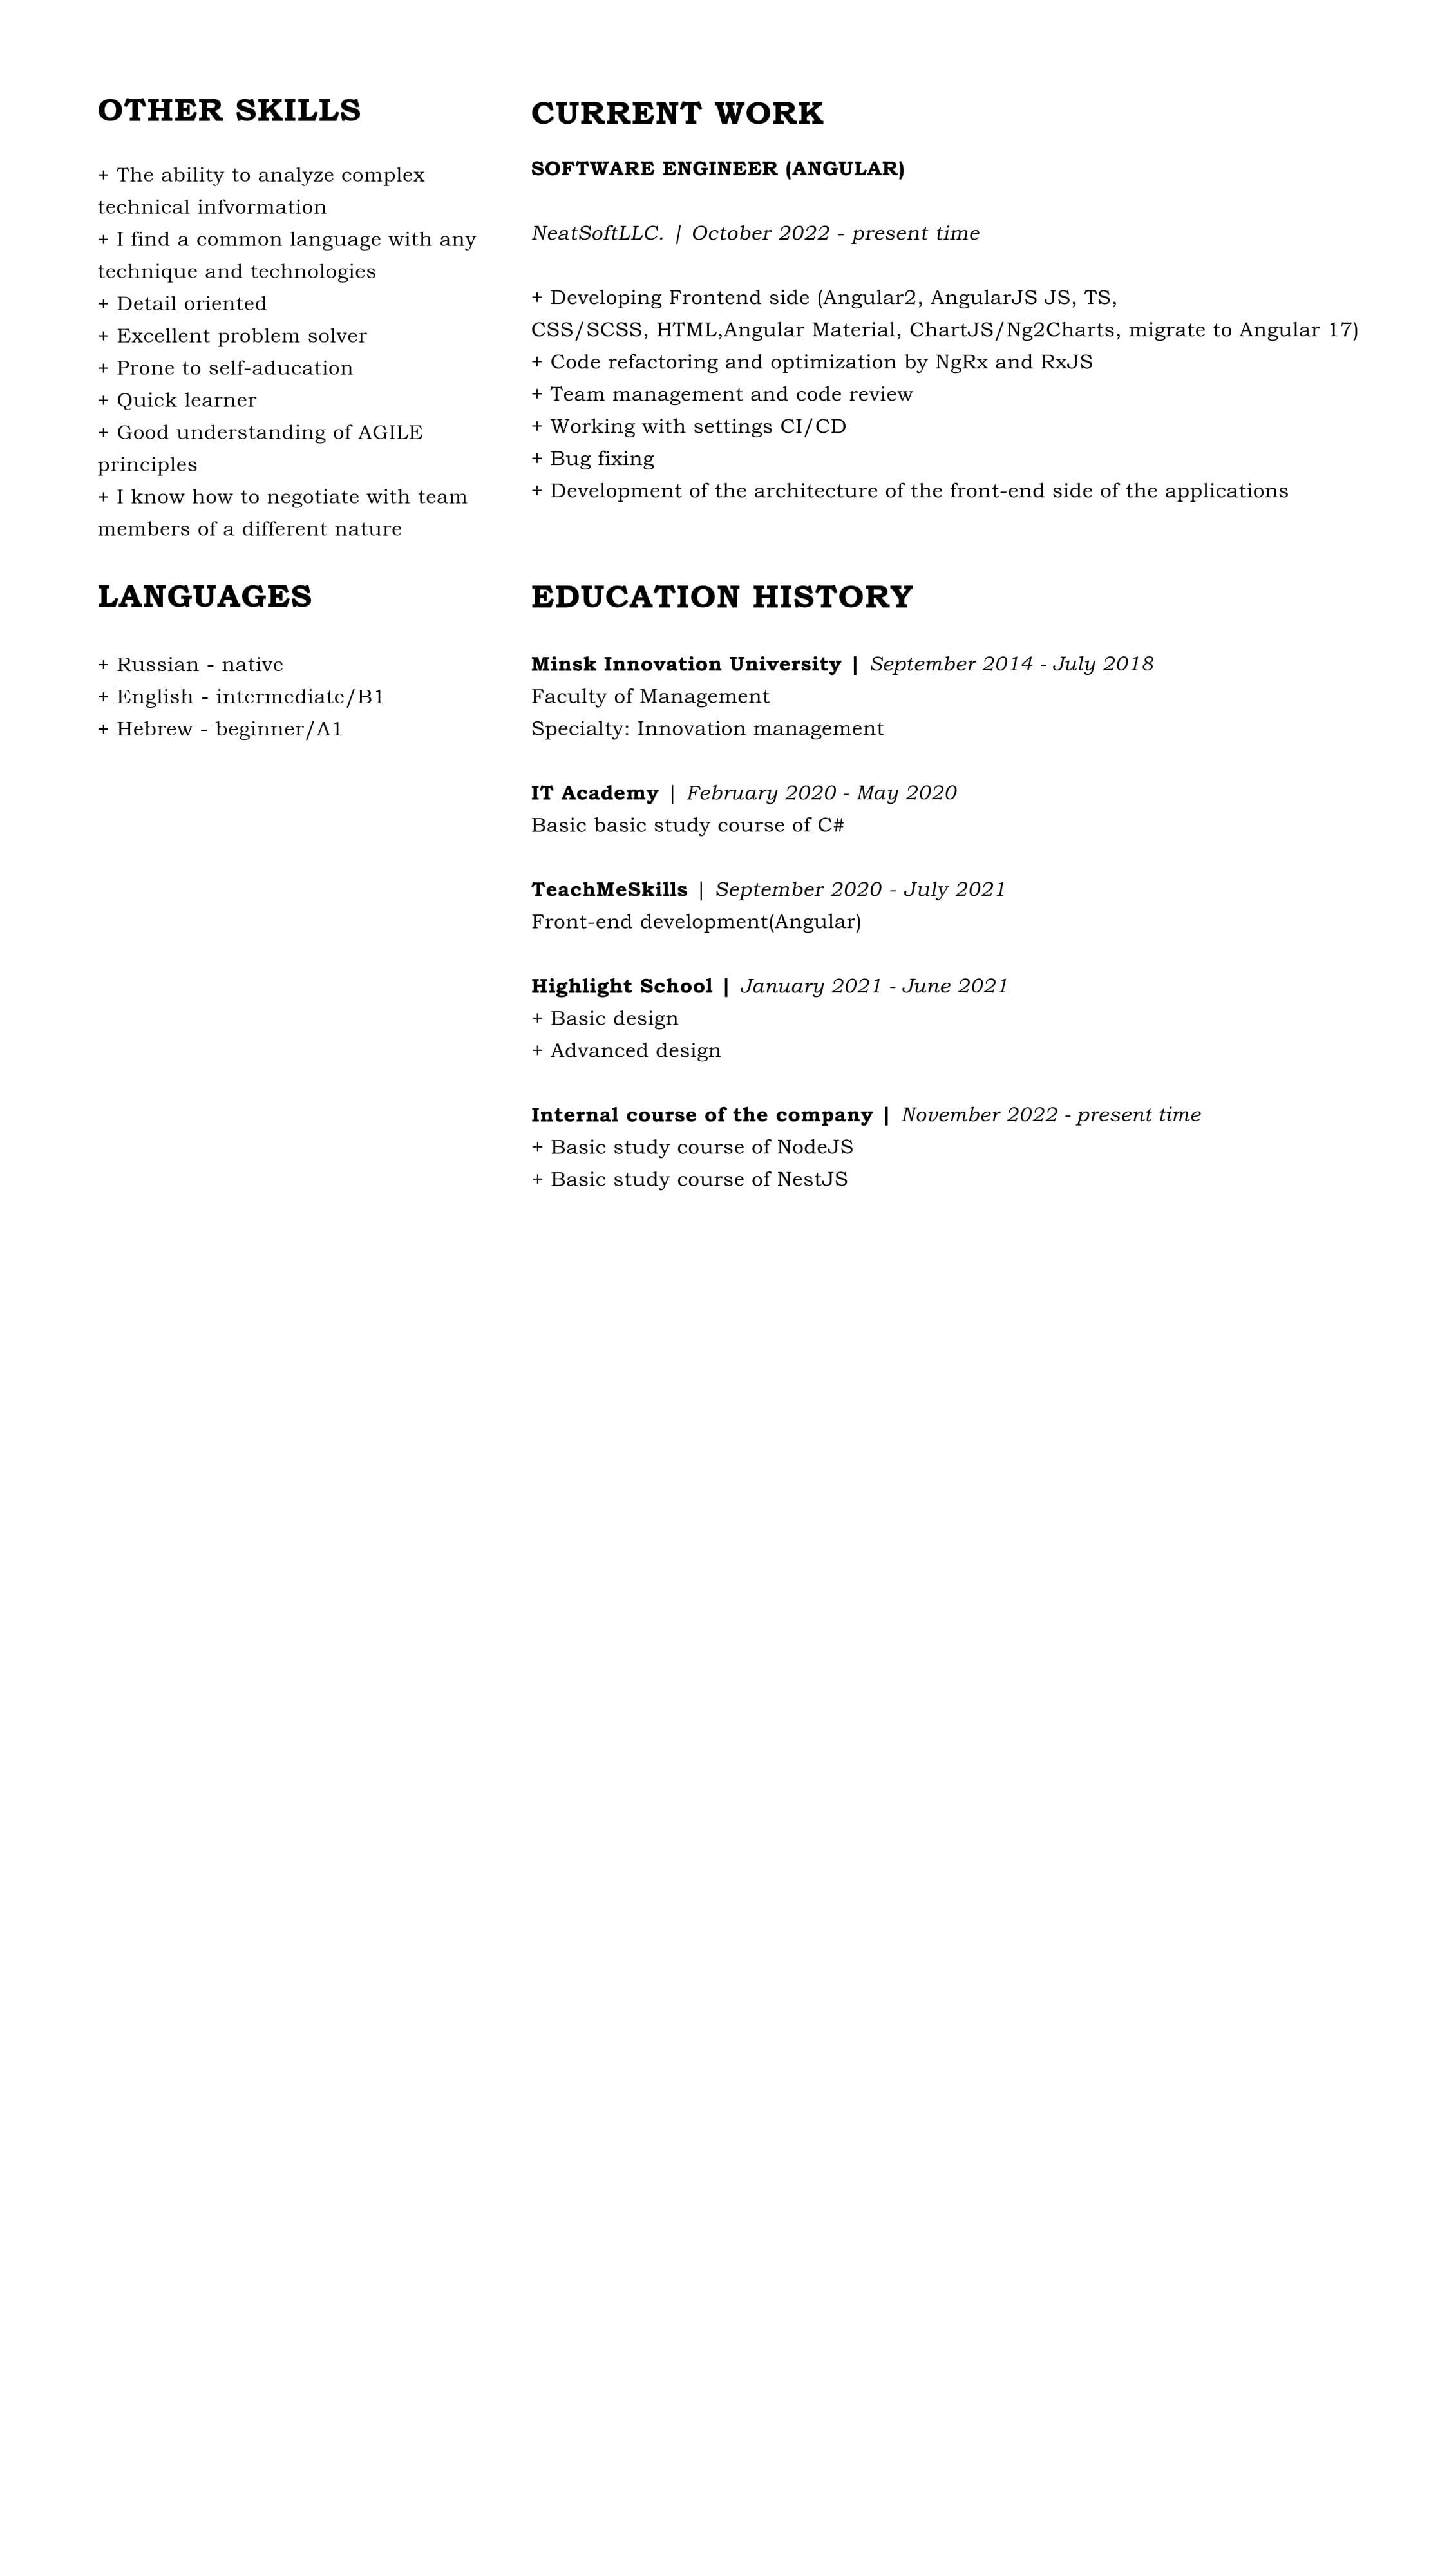 OTHER SKILLS
+ The ability to analyze complex
technical infvormation
+ I find a common language with any
technique and technologies
+ Detail oriented
+ Excellent problem solver
+ Prone to self-aducation
+ Quick learner
+ Good understanding of AGILE
principles
+ I know how to negotiate with team
members of a different nature
LANGUAGES
+ Russian - native
+ English - intermediate/B1
+ Hebrew - beginner/A1
CURRENT WORK
SOFTWARE ENGINEER (ANGULAR)
NeatSoftLLC. | October 2022 - present time
+ Developing Frontend side (Angular2, AngularJS JS, TS,
CSS/SCSS, HTML,Angular Material, ChartJS/Ng2Charts, migrate to Angular 17)
+ Code refactoring and optimization by NgRx and RxJS
+ Team management and code review
+ Working with settings CI/CD
+ Bug fixing
+ Development of the architecture of the front-end side of the applications
EDUCATION HISTORY
Minsk Innovation University | September 2014 - July 2018
Faculty of Management
Specialty: Innovation management
IT Academy | February 2020 - May 2020
Basic basic study course of C#
TeachMeSkills | September 2020 - July 2021
Front-end development(Angular)
Highlight School | January 2021 - June 2021
+ Basic design
+ Advanced design
Internal course of the company | November 2022 - present time
+ Basic study course of NodeJS
+ Basic study course of NestJS